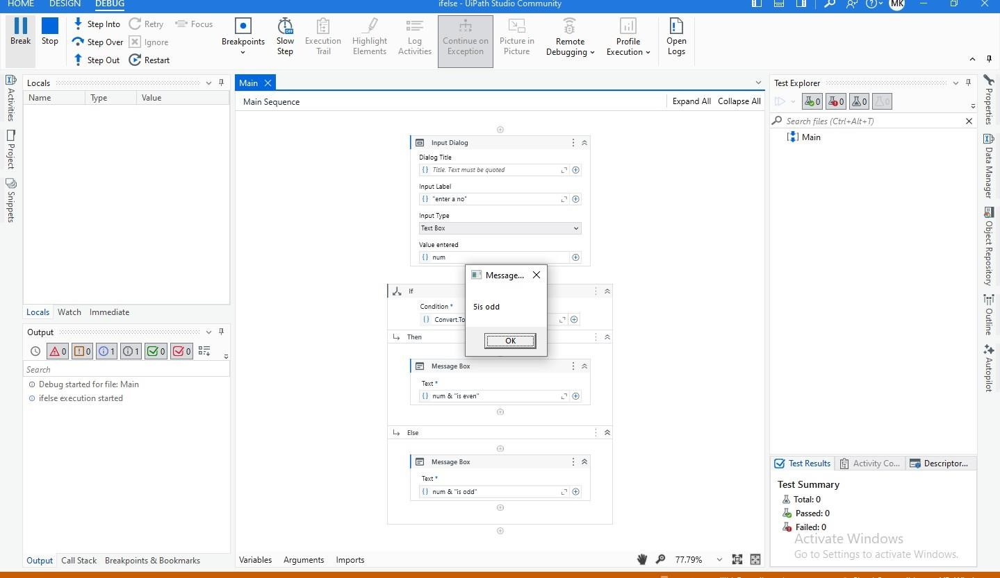 HOME DESIGN DEBUG
ifelse - UiPath Studio Community
MK
Break
Stop
Step Into
Step Over
Step Out
Retry
Ignore
Restart
Focus
Breakpoints
Slow Step
OFF
Execution Trail
Highlight Elements
Log Activities
Continue on Exception
Picture in Picture
Remote Debugging
Profile Execution
Open Logs
Activities
Project
Snippets
Locals
Name Type Value
Locals Watch Immediate
Output
0 0 1 1 0 0
Search
Debug started for file: Main
ifelse execution started
Output Call Stack Breakpoints & Bookmarks
Main
Main Sequence
Expand All Collapse All
Input Dialog
Dialog Title
Title. Text must be quoted
Input Label
"enter a no"
Input Type
Text Box
Value entered
num
If
Condition *
Convert.To
Message...
5is odd
OK
Then
Message Box
Text *
num & "is even"
Else
Message Box
Text *
num & "is odd"
Variables Arguments Imports
77.79%
Test Explorer
0 0 0 0
Search files (Ctrl+Alt+T)
Main
Test Results Activity Co... Descriptor...
Test Summary
Total: 0
Passed: 0
Failed: 0
Activate Windows
Go to Settings to activate Windows.
Properties
Data Manager
Object Repository
Outline
Autopilot